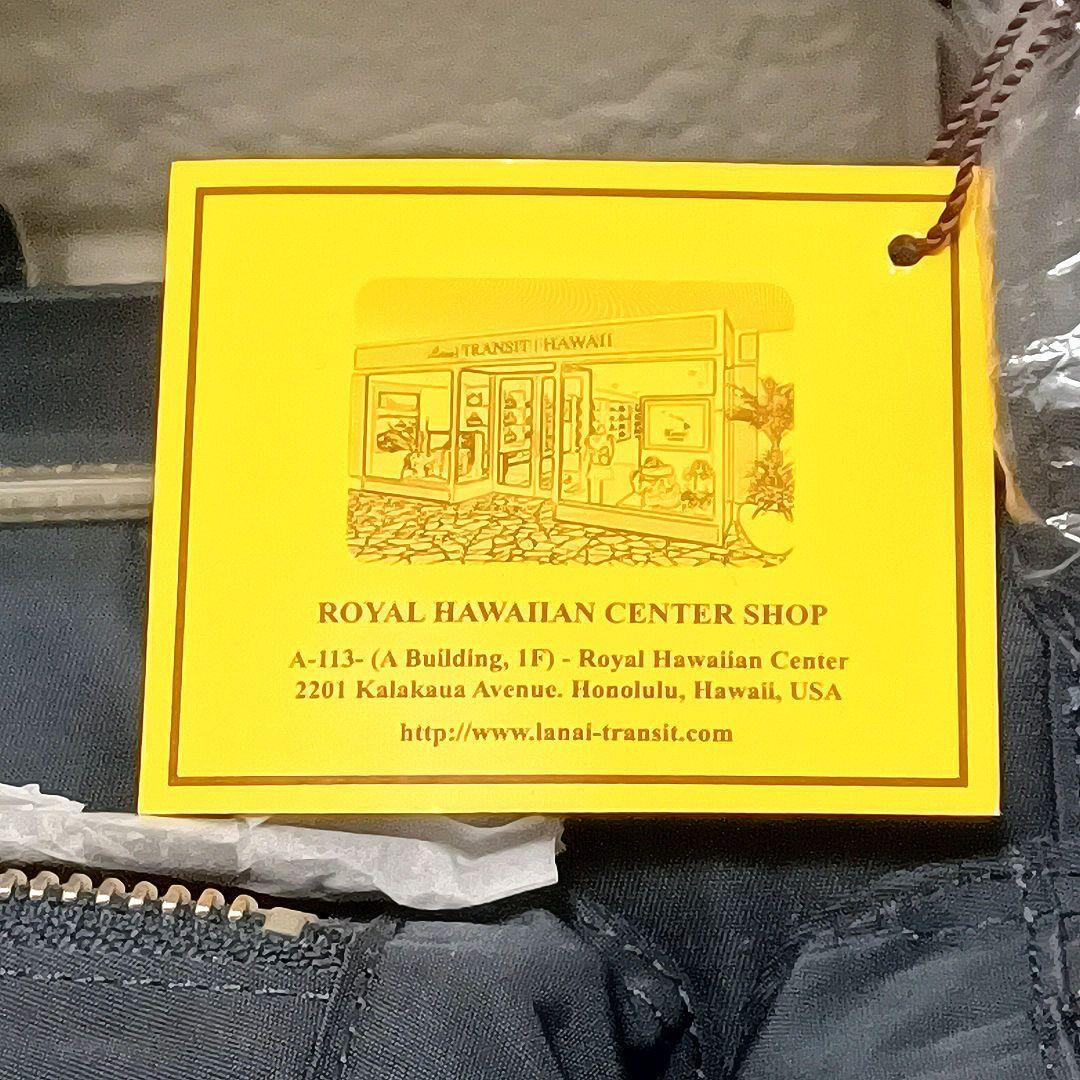 TRANSIT HAWAII
ROYAL HAWAIIAN CENTER SHOP
A-113- (A Building, 1F) - Royal Hawaiian Center
2201 Kalakaua Avenue. Honolulu, Hawaii, USA
http://www.lanai-transit.com